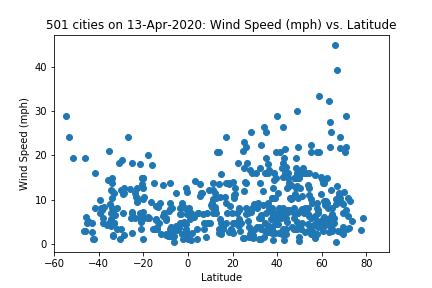 501 cities on 13-Apr-2020: Wind Speed (mph) vs. Latitude
Wind Speed (mph)
40
30
20
10
0
−60 −40 −20 0 20 40 60 80
Latitude